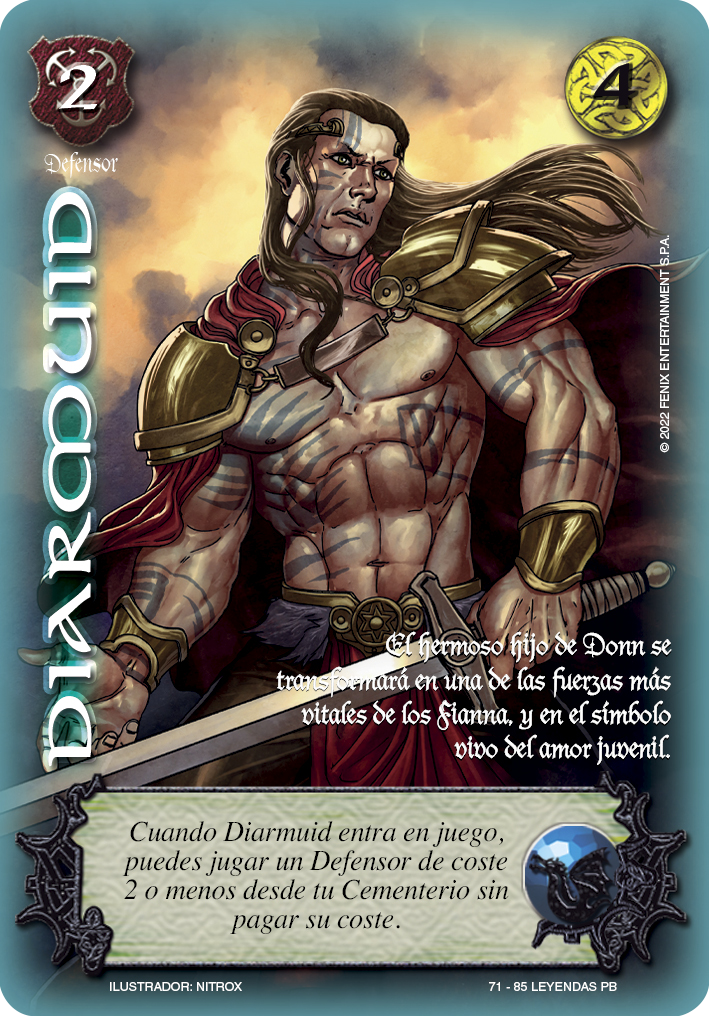 2
4
Defensor
DIARMUID
© 2022 FENIX ENTERTAINMENT S.P.A.
El hermoso hijo de Donn se
transformará en una de las fuerzas más
vitales de los Fianna, y en el símbolo
vivo del amor juvenil.
Cuando Diarmuid entra en juego,
puedes jugar un Defensor de coste
2 o menos desde tu Cementerio sin
pagar su coste.
ILUSTRADOR: NITROX
71 - 85 LEYENDAS PB